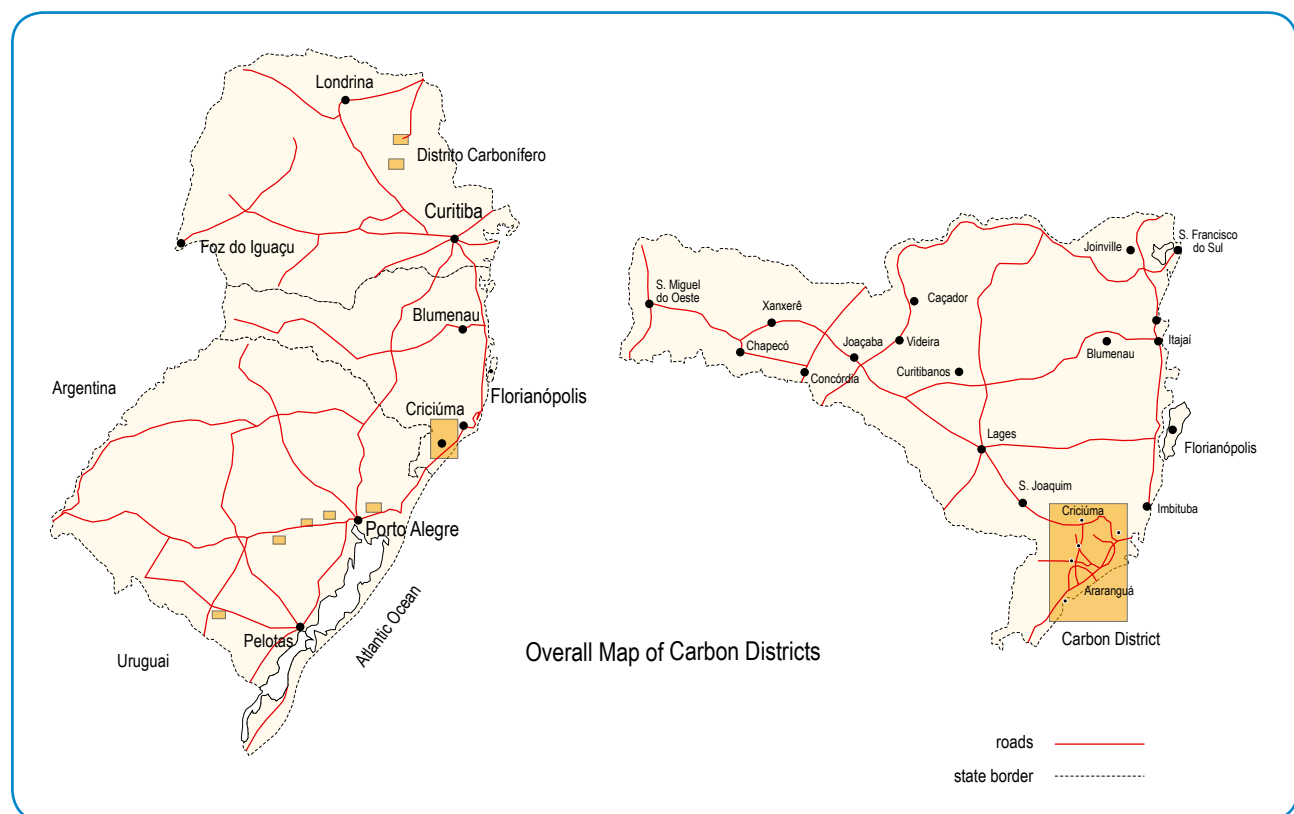 Londrina
Distrito Carbonífero
Curitiba
Foz do Iguaçu
Blumenau
Argentina
Florianópolis
Criciúma
Porto Alegre
Atlantic Ocean
Pelotas
Uruguai
S. Francisco
do Sul
Joinville
S. Miguel
do Oeste
Xanxerê
Caçador
Chapecó
Joaçaba
Videira
Itajaí
Blumenau
Concórdia
Curitibanos
Lages
Florianópolis
S. Joaquim
Criciúma
Imbituba
Araranguá
Carbon District
Overall Map of Carbon Districts
roads
state border